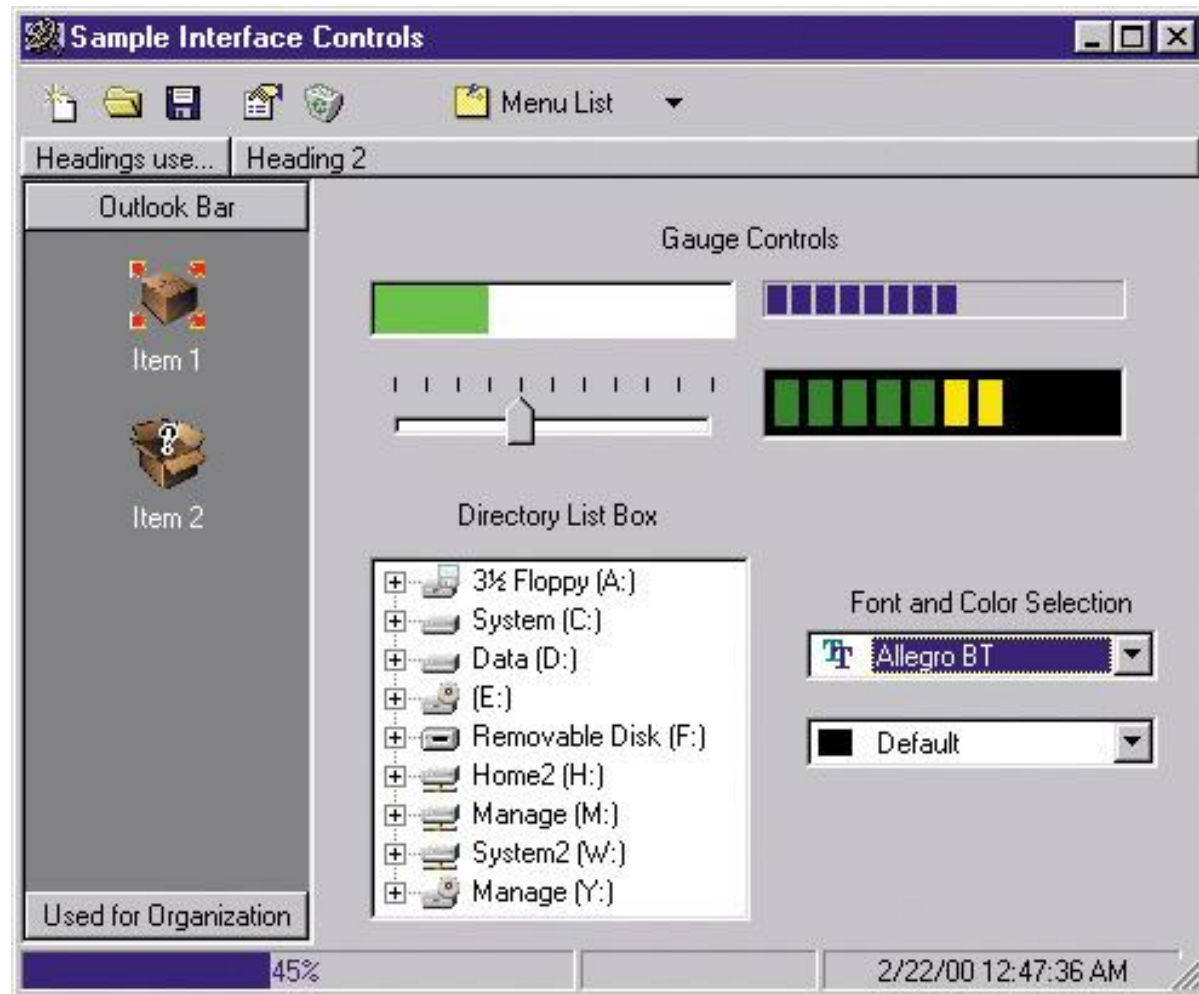 Sample Interface Controls
Menu List
Headings use... Heading 2
Outlook Bar
Gauge Controls
Item 1
Item 2
Directory List Box
3½ Floppy (A:)
System (C:)
Data (D:)
(E:)
Removable Disk (F:)
Home2 (H:)
Manage (M:)
System2 (W:)
Manage (Y:)
Font and Color Selection
Allegro BT
Default
Used for Organization
45%
2/22/00 12:47:36 AM